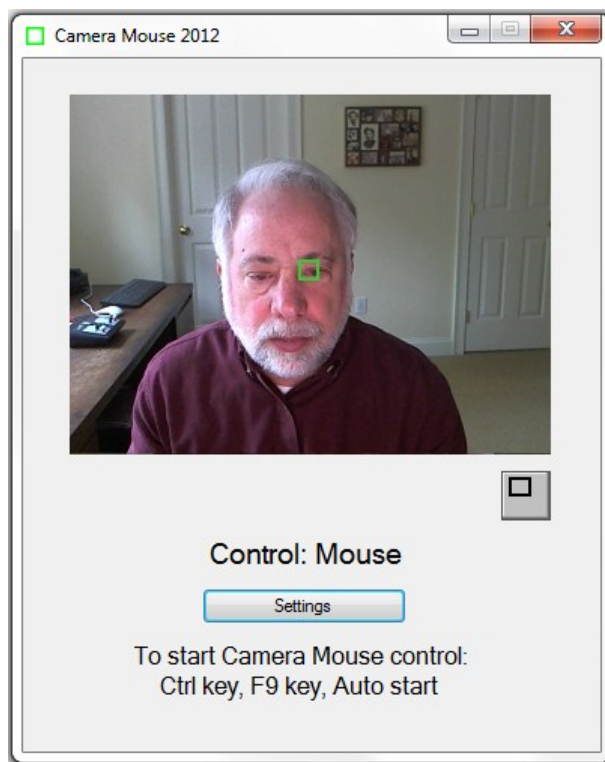 Camera Mouse 2012
Control: Mouse
Settings
To start Camera Mouse control:
Ctrl key, F9 key, Auto start